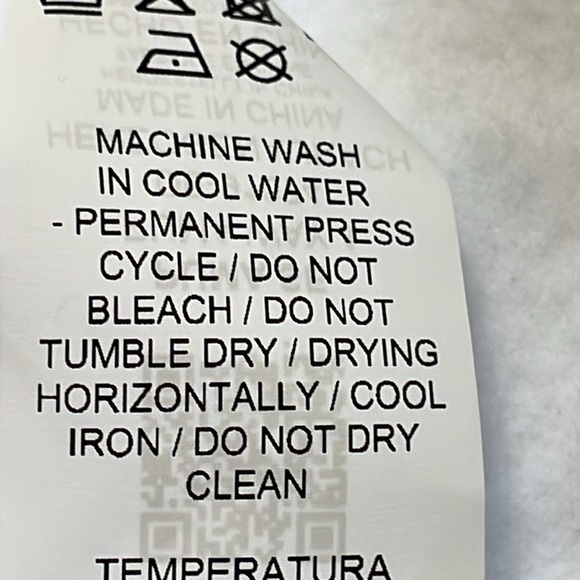 MACHINE WASH
IN COOL WATER
- PERMANENT PRESS
CYCLE / DO NOT
BLEACH / DO NOT
TUMBLE DRY / DRYING
HORIZONTALLY / COOL
IRON / DO NOT DRY
CLEAN
TEMPERATURA